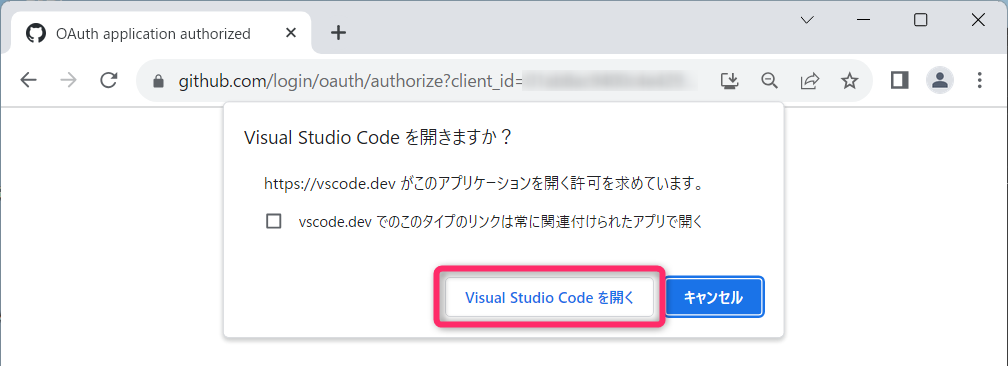 OAuth application authorized
github.com/login/oauth/authorize?client_id=
Visual Studio Code を開きますか？
https://vscode.dev がこのアプリケーションを開く許可を求めています。
vscode.dev でのこのタイプのリンクは常に関連付けられたアプリで開く
Visual Studio Code を開く
キャンセル